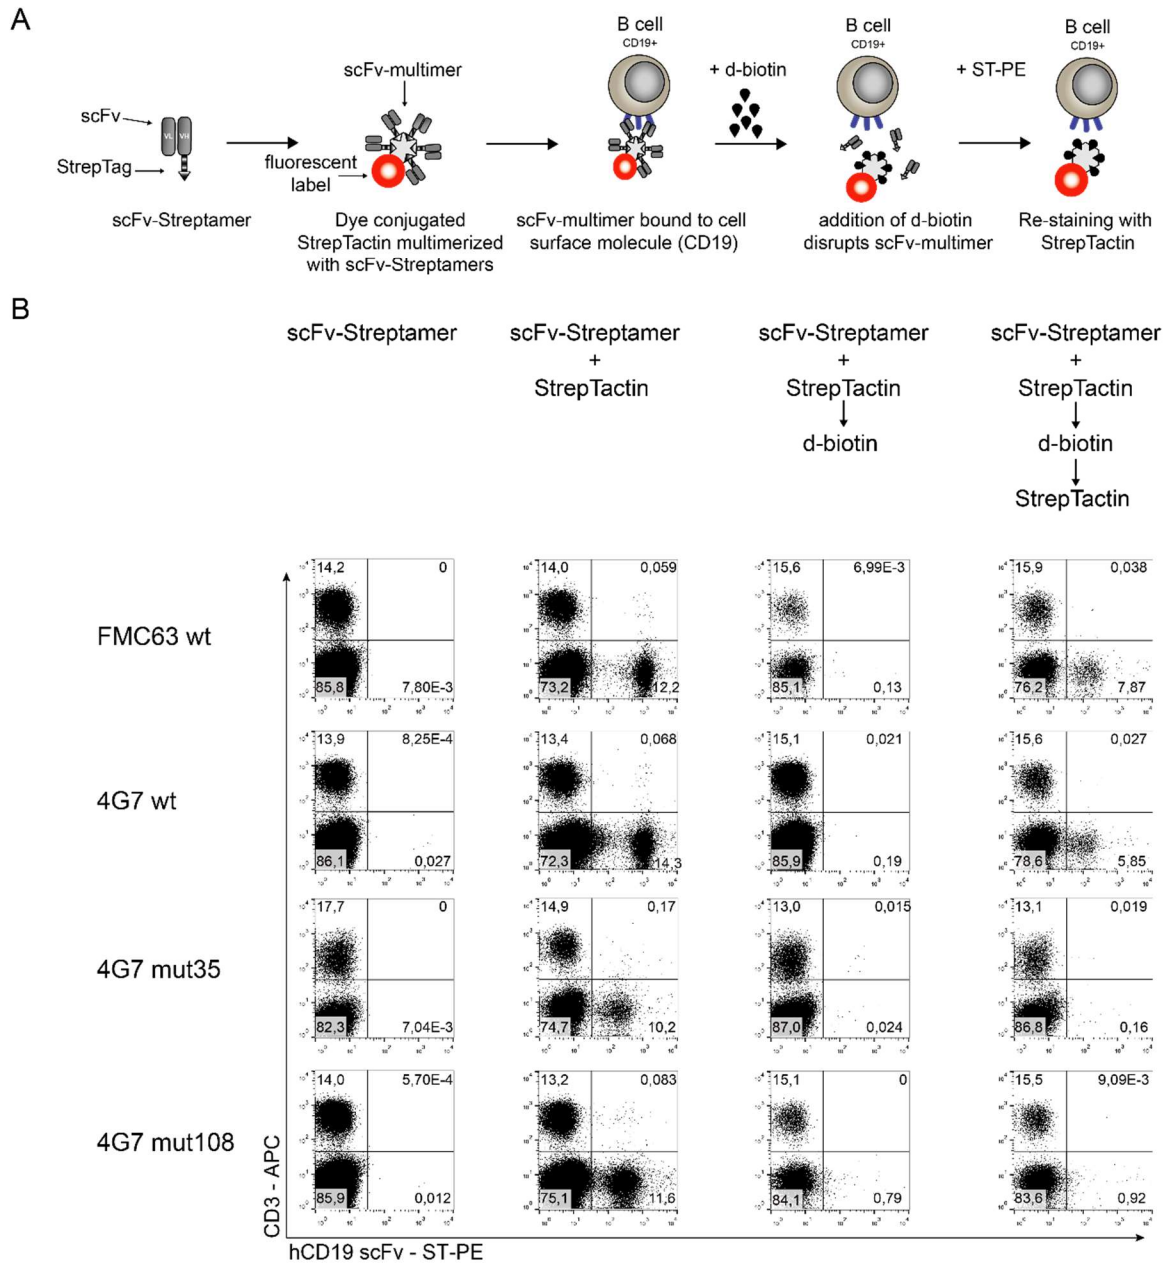 A
B cell
CD19+
B cell
CD19+
B cell
CD19+
scFv-multimer
+ d-biotin
+ ST-PE
scFv
VL VH
StrepTag
fluorescent
label
scFv-Streptamer
Dye conjugated
StrepTactin multimerized
with scFv-Streptamers
scFv-multimer bound to cell
surface molecule (CD19)
addition of d-biotin
disrupts scFv-multimer
Re-staining with
StrepTactin
B
scFv-Streptamer
scFv-Streptamer
+
StrepTactin
scFv-Streptamer
+
StrepTactin
d-biotin
scFv-Streptamer
+
StrepTactin
d-biotin
StrepTactin
FMC63 wt
14,2 0
85,8 7,80E-3
14,0 0,059
73,2 12,2
15,6 6,99E-3
85,1 0,13
15,9 0,038
76,2 7,87
4G7 wt
13,9 8,25E-4
86,1 0,027
13,4 0,068
72,3 14,3
15,1 0,021
85,9 0,19
15,6 0,027
78,6 5,85
4G7 mut35
17,7 0
82,3 7,04E-3
14,9 0,17
74,7 10,2
13,0 0,015
87,0 0,024
13,1 0,019
86,8 0,16
4G7 mut108
14,0 5,70E-4
85,9 0,012
13,2 0,083
75,1 11,6
15,1 0
84,1 0,79
15,5 9,09E-3
83,6 0,92
CD3 - APC
hCD19 scFv - ST-PE